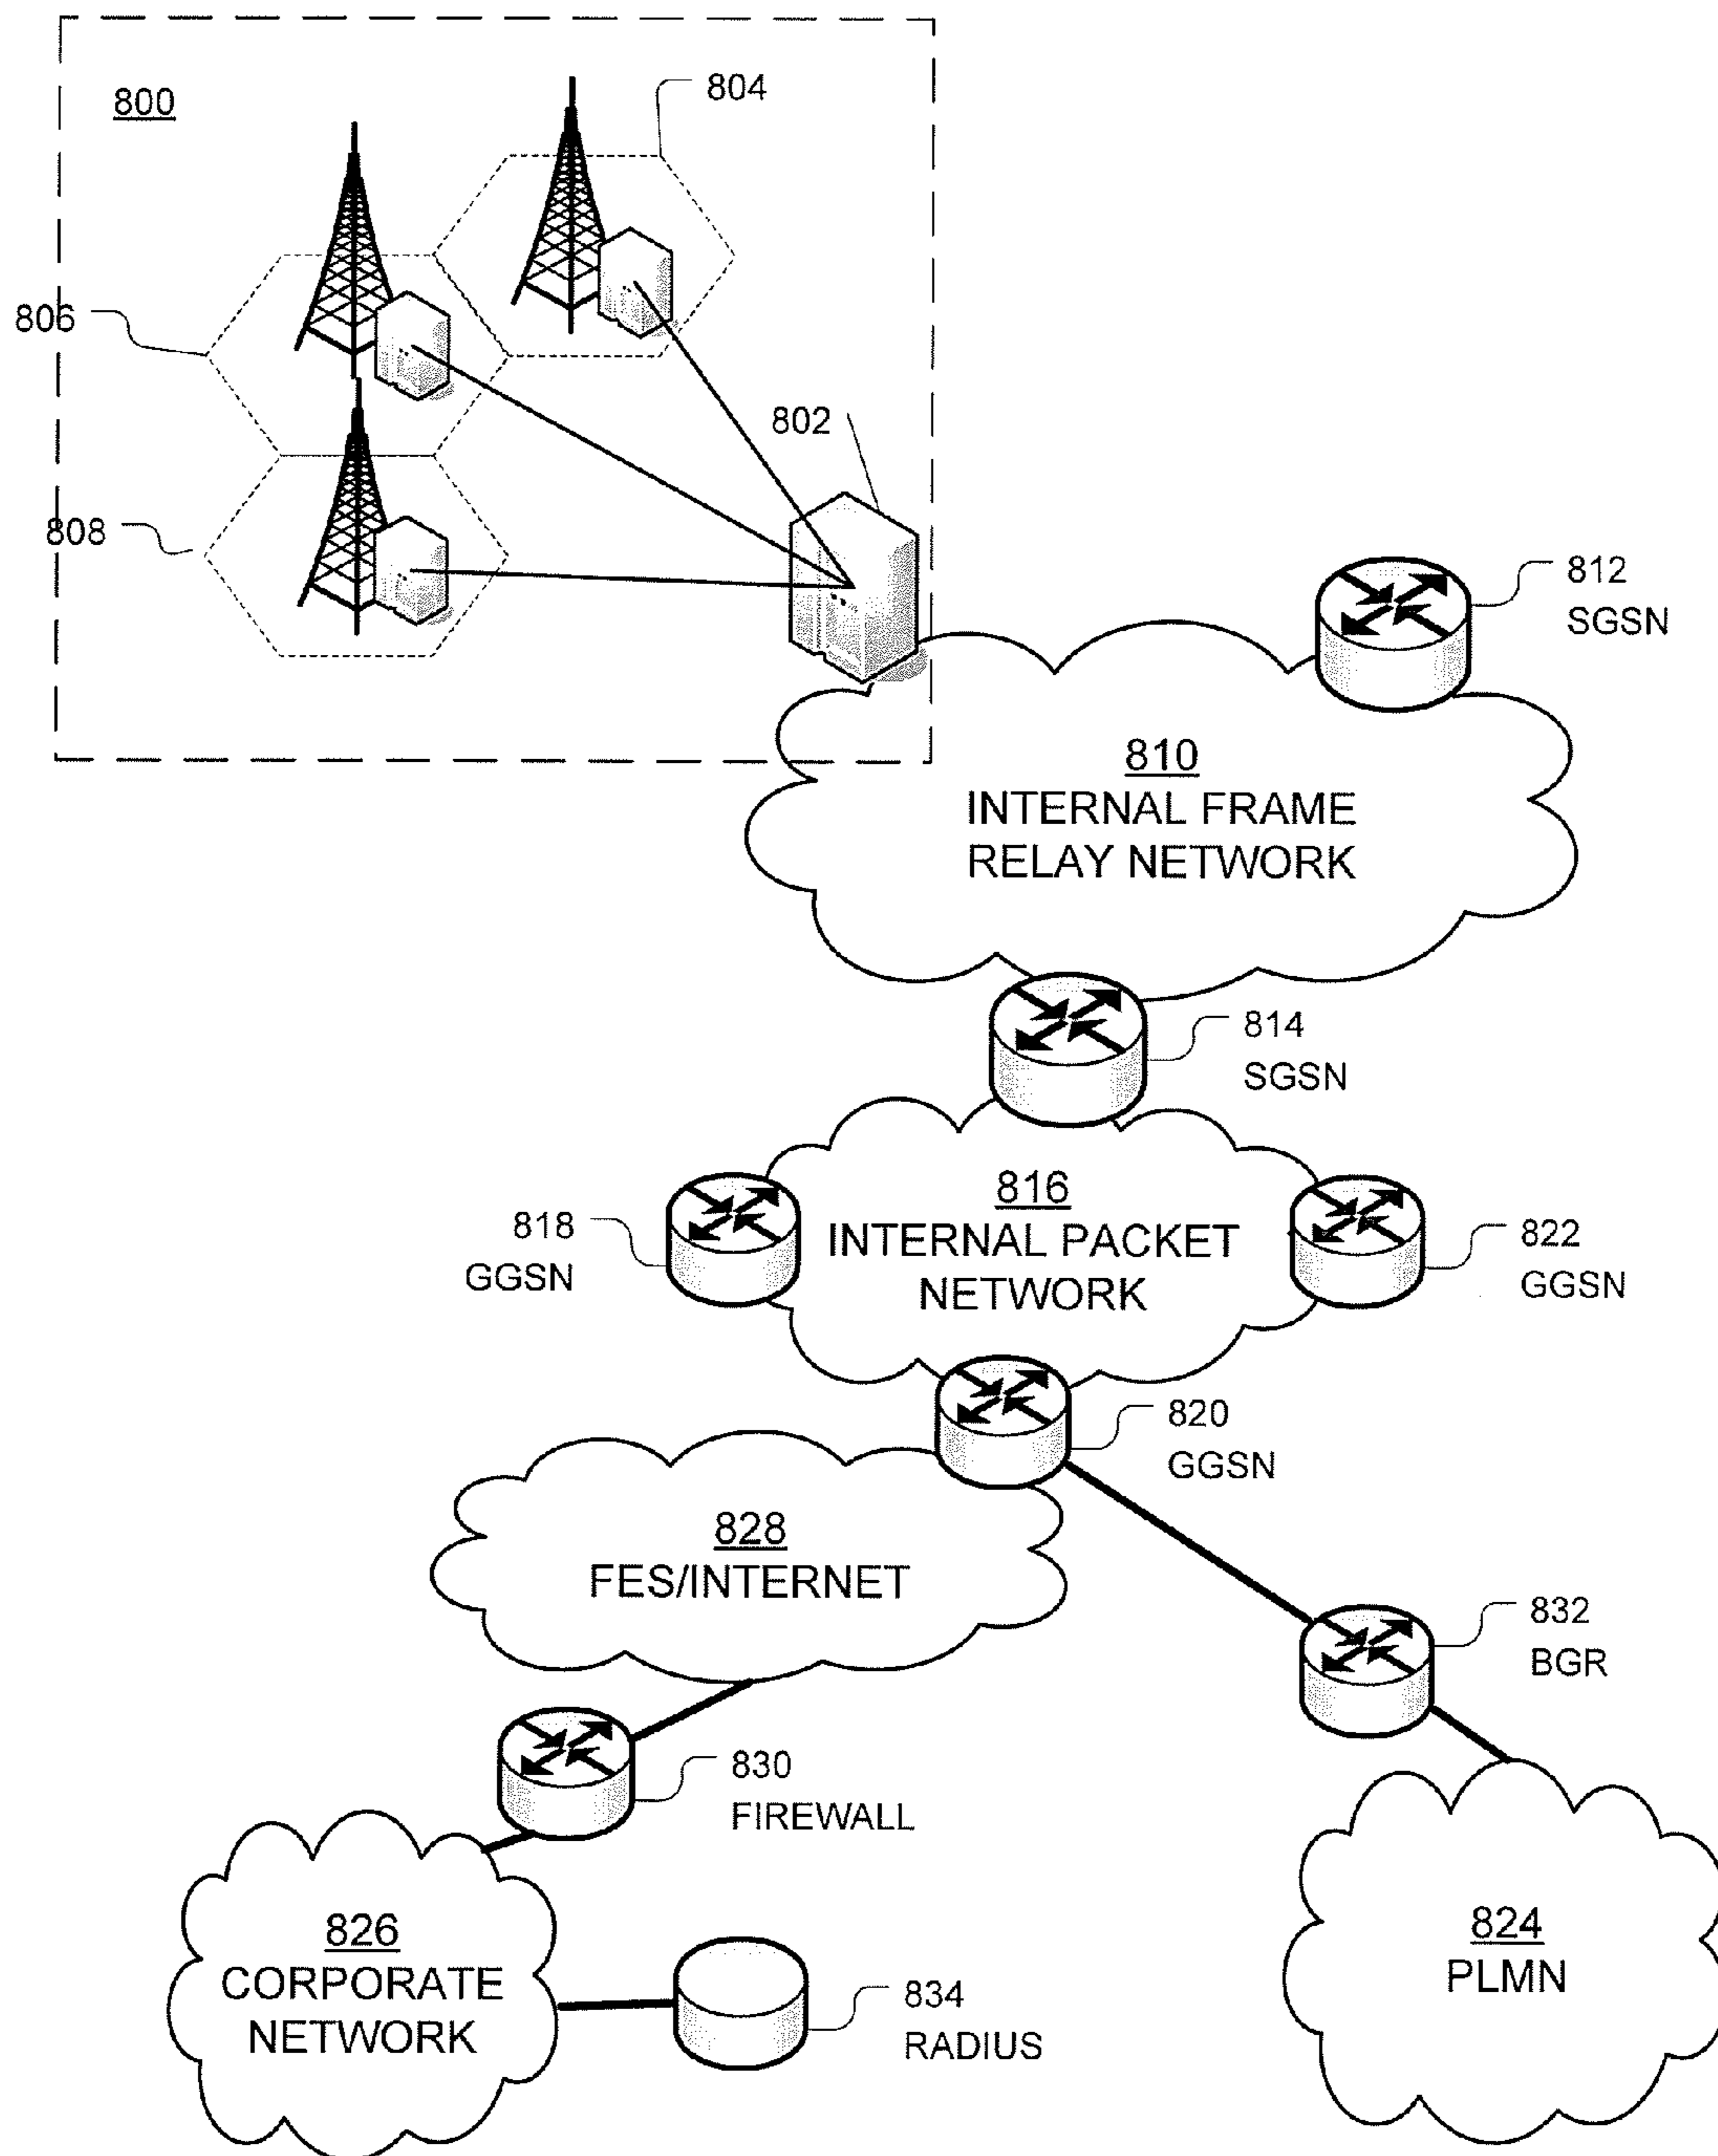 800
804
806
802
808
812
SGSN
810
INTERNAL FRAME
RELAY NETWORK
814
SGSN
816
INTERNAL PACKET
NETWORK
818
GGSN
822
GGSN
820
GGSN
828
FES/INTERNET
832
BGR
830
FIREWALL
826
CORPORATE
NETWORK
824
PLMN
834
RADIUS